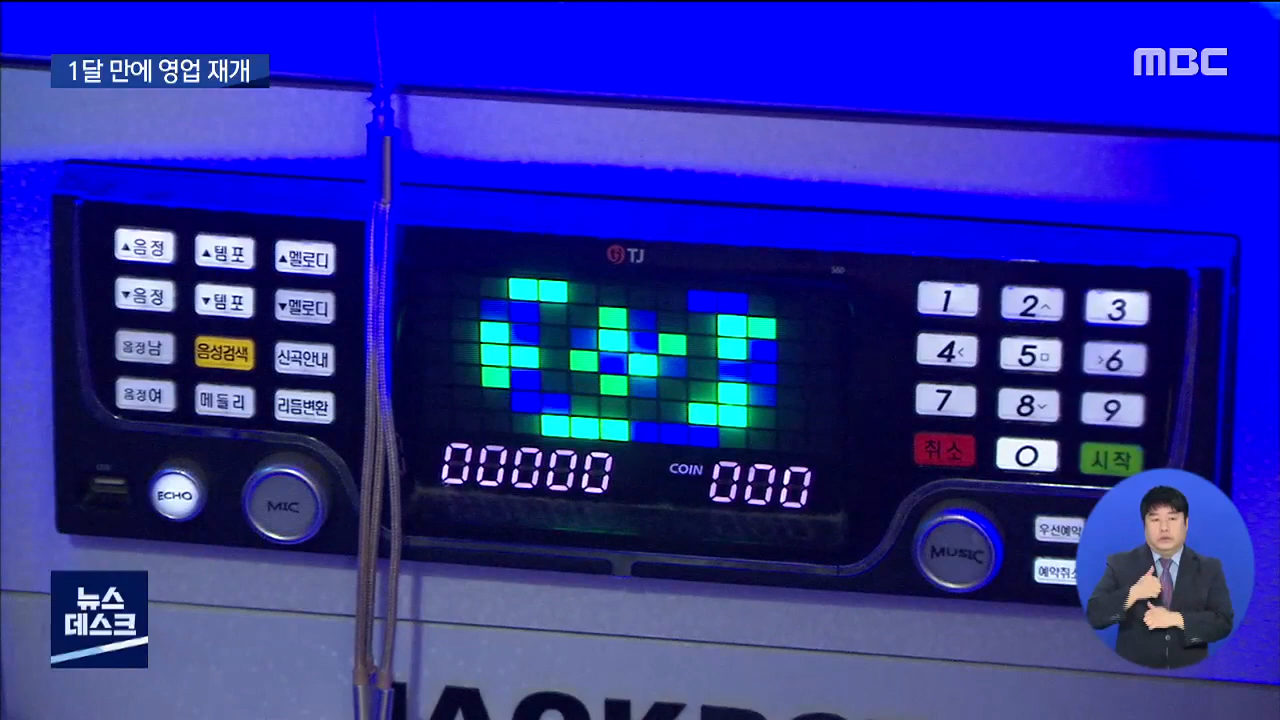 1달 만에 영업 재개
MBC
TJ
▲음정 ▲템포 ▲멜로디
▼음정 ▼템포 ▼멜로디
음정남 음성검색 신곡안내
음정여 메들리 리듬변환
ECHO
MIC
00000
COIN 000
1 2 3
4 5 6
7 8 9
취소 0 시작
MUSIC
우선예약
예약취소
뉴스
데스크
JACKPO